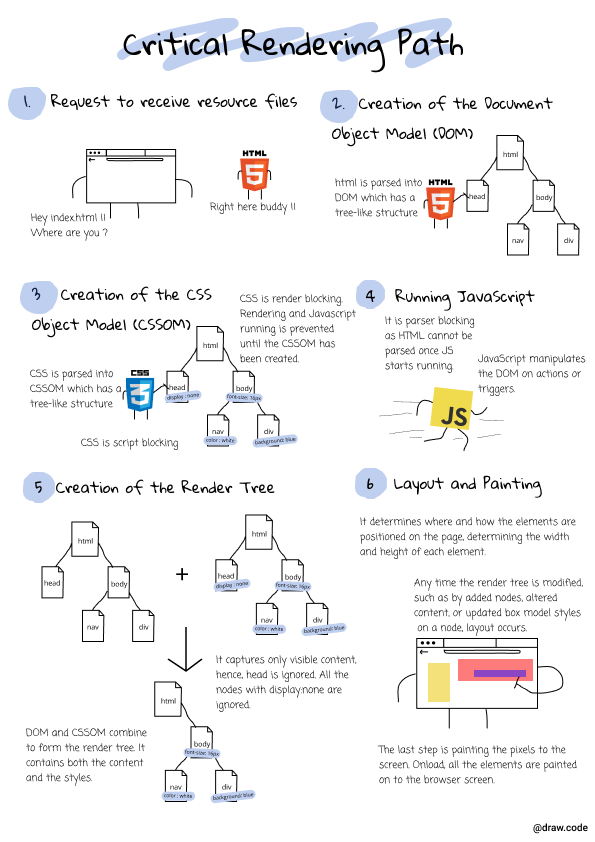 Critical Rendering Path
1. Request to receive resource files
Hey index.html !!
Where are you ?
HTML
5
Right here buddy !!
2. Creation of the Document
Object Model (DOM)
html is parsed into
DOM which has a
tree-like structure
HTML
5
html
head
body
nav
div
3 Creation of the CSS
Object Model (CSSOM)
CSS is render blocking.
Rendering and Javascript
running is prevented
until the CSSOM has
been created.
CSS is parsed into
CSSOM which has a
tree-like structure
CSS
3
html
head
display : none
body
font-size: 16px
nav
color : white
div
background: blue
CSS is script blocking
4 Running JavaScript
It is parser blocking
as HTML cannot be
parsed once JS
starts running.
JavaScript manipulates
the DOM on actions or
triggers.
JS
5 Creation of the Render Tree
html
head
body
nav
div
+
html
head
display : none
body
font-size: 16px
nav
color : white
div
background: blue
It captures only visible content,
hence, head is ignored. All the
nodes with display:none are
ignored.
DOM and CSSOM combine
to form the render tree. It
contains both the content
and the styles.
html
body
font-size: 16px
nav
color : white
div
background: blue
6 Layout and Painting
It determines where and how the elements are
positioned on the page, determining the width
and height of each element.
Any time the render tree is modified,
such as by added nodes, altered
content, or updated box model styles
on a node, layout occurs.
The last step is painting the pixels to the
screen. Onload, all the elements are painted
on to the browser screen.
@draw.code